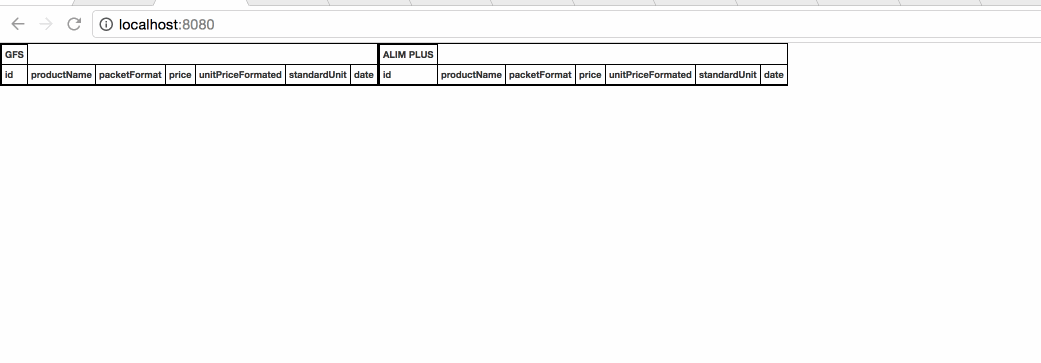 localhost:8080
GFS ALIM PLUS
id productName packetFormat price unitPriceFormated standardUnit date id productName packetFormat price unitPriceFormated standardUnit date